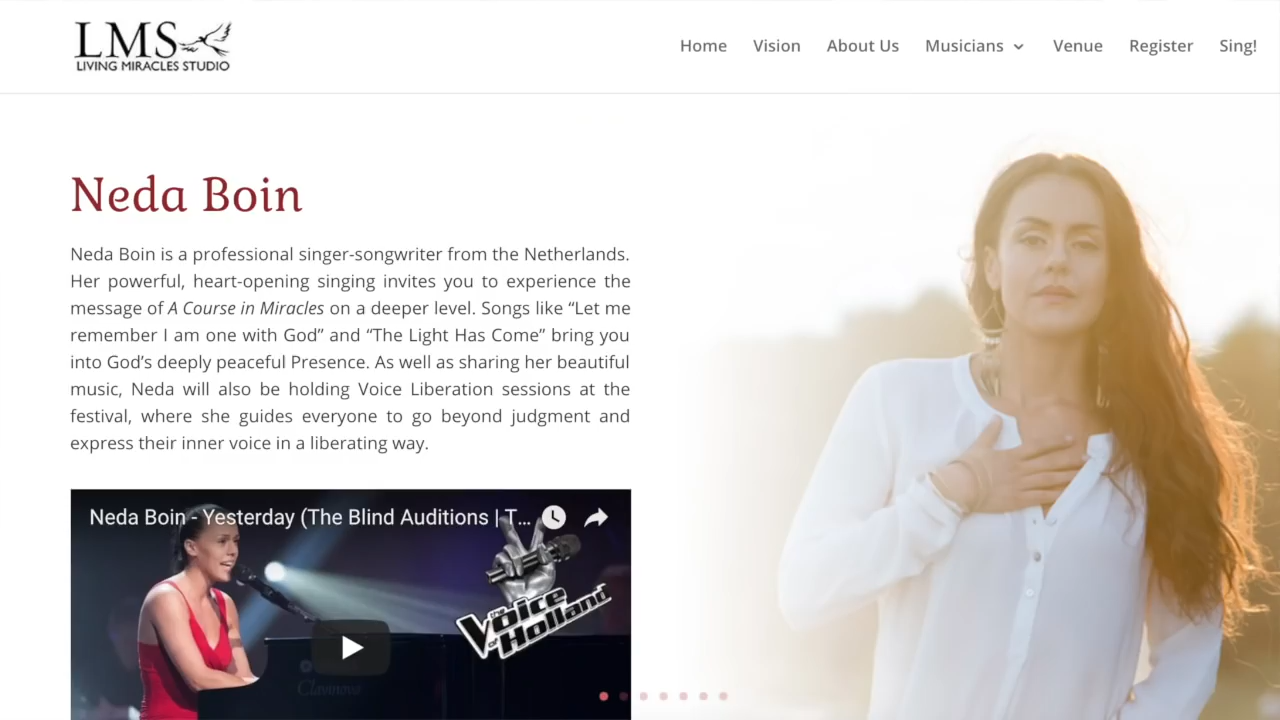 LMS
LIVING MIRACLES STUDIO
Home Vision About Us Musicians Venue Register Sing!
Neda Boin
Neda Boin is a professional singer-songwriter from the Netherlands.
Her powerful, heart-opening singing invites you to experience the
message of A Course in Miracles on a deeper level. Songs like “Let me
remember I am one with God” and “The Light Has Come” bring you
into God’s deeply peaceful Presence. As well as sharing her beautiful
music, Neda will also be holding Voice Liberation sessions at the
festival, where she guides everyone to go beyond judgment and
express their inner voice in a liberating way.
Neda Boin - Yesterday (The Blind Auditions | T...
the Voice
of Holland
Clavinova